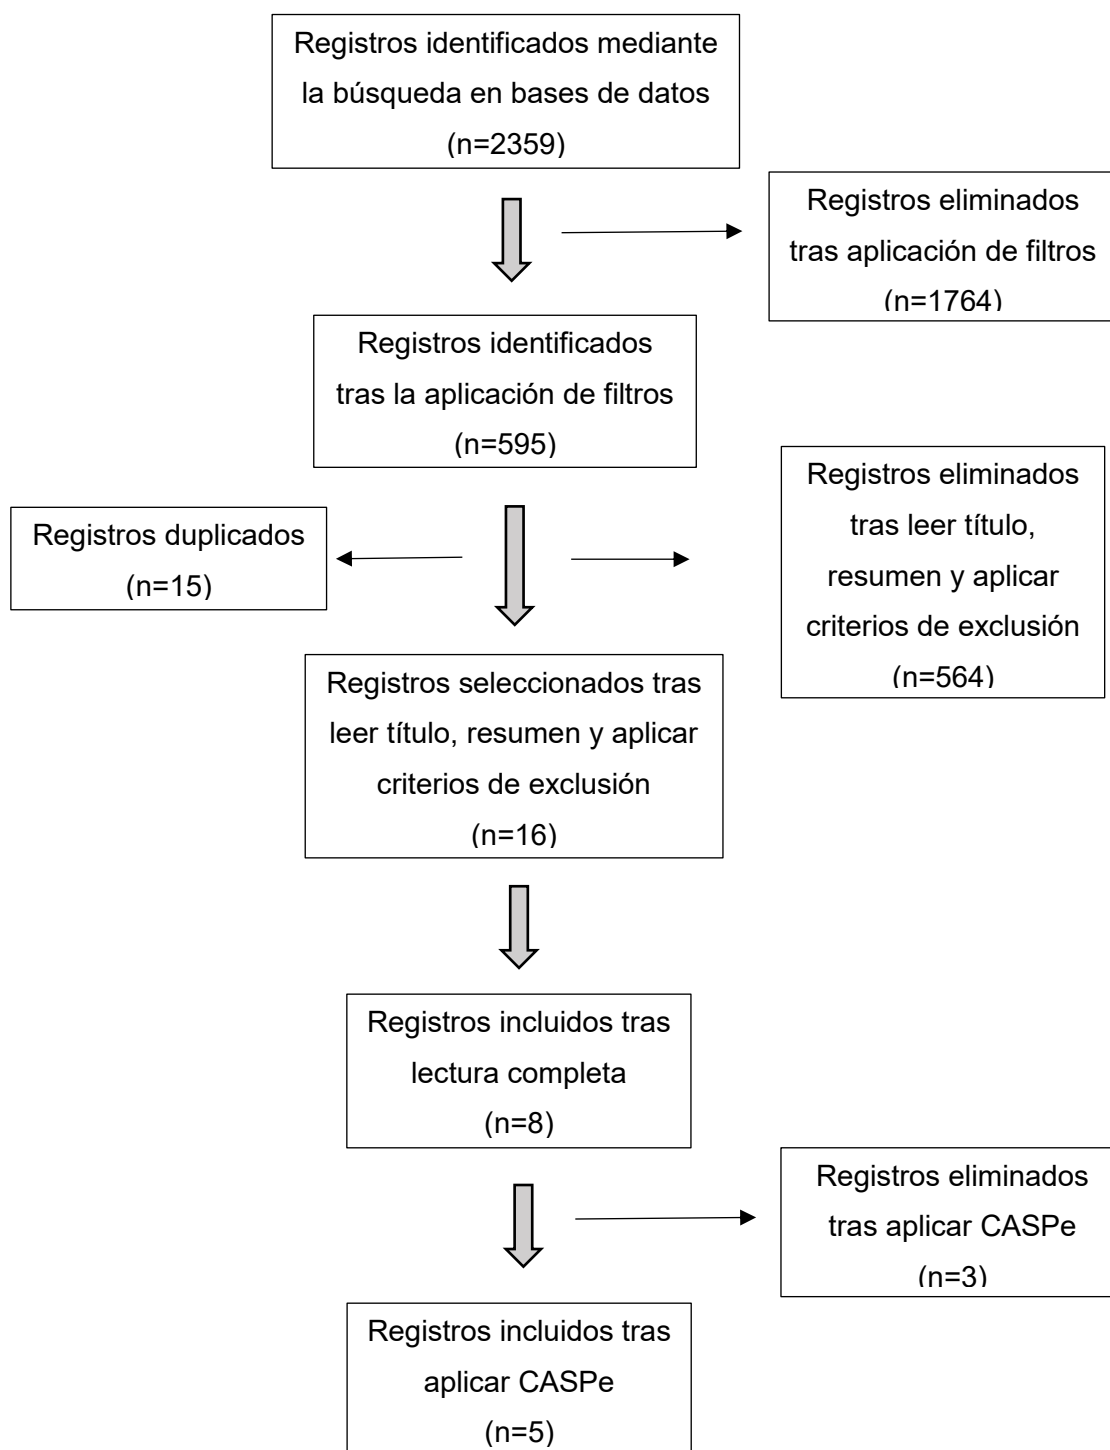 Registros identificados mediante
la búsqueda en bases de datos
(n=2359)
Registros eliminados
tras aplicación de filtros
(n=1764)
Registros identificados
tras la aplicación de filtros
(n=595)
Registros duplicados
(n=15)
Registros eliminados
tras leer título,
resumen y aplicar
criterios de exclusión
(n=564)
Registros seleccionados tras
leer título, resumen y aplicar
criterios de exclusión
(n=16)
Registros incluidos tras
lectura completa
(n=8)
Registros eliminados
tras aplicar CASPe
(n=3)
Registros incluidos tras
aplicar CASPe
(n=5)